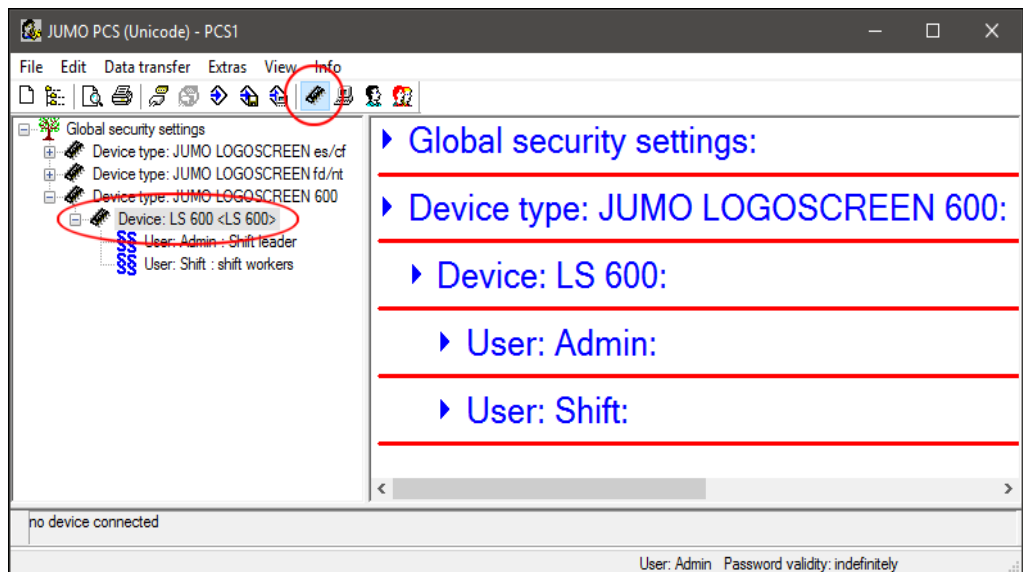 JUMO PCS (Unicode) - PCS1
File Edit Data transfer Extras View Info
Global security settings
Device type: JUMO LOGOSCREEN es/cf
Device type: JUMO LOGOSCREEN fd/nt
Device type: JUMO LOGOSCREEN 600
Device: LS 600 <LS 600>
§§ User: Admin : Shift leader
§§ User: Shift : shift workers
Global security settings:
Device type: JUMO LOGOSCREEN 600:
Device: LS 600:
User: Admin:
User: Shift:
no device connected
User: Admin Password validity: indefinitely